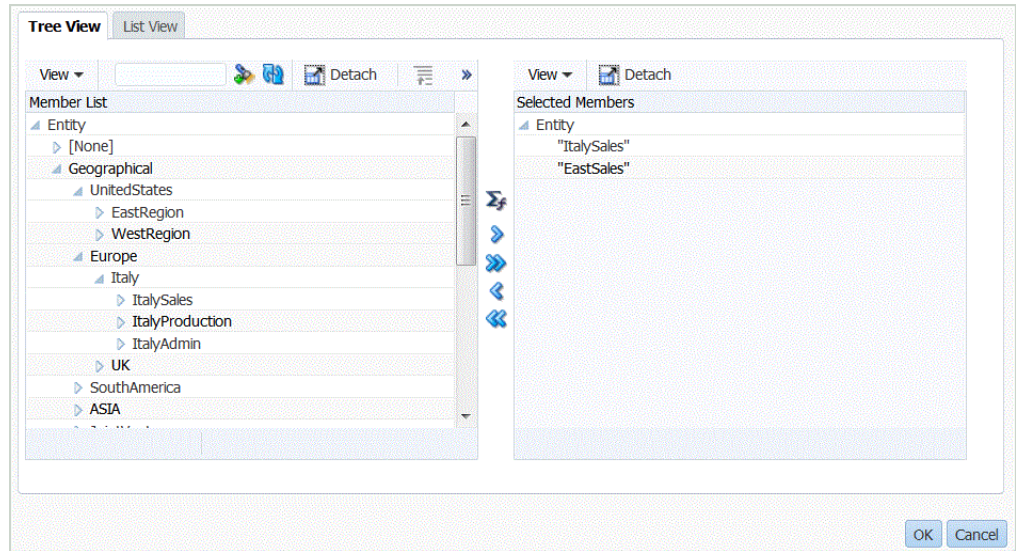 Tree View List View
View Detach »
Member List
Entity
[None]
Geographical
UnitedStates
EastRegion
WestRegion
Europe
Italy
ItalySales
ItalyProduction
ItalyAdmin
UK
SouthAmerica
ASIA
View Detach
Selected Members
Entity
"ItalySales"
"EastSales"
OK Cancel